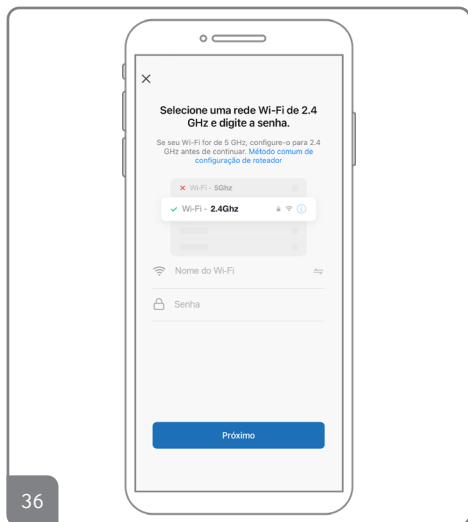 Selecione uma rede Wi-Fi de 2.4
GHz e digite a senha.
Se seu Wi-Fi for de 5 GHz, configure-o para 2.4
GHz antes de continuar. Método comum de
configuração de roteador
Wi-Fi - 5Ghz
Wi-Fi - 2.4Ghz
Nome do Wi-Fi
Senha
Próximo
36